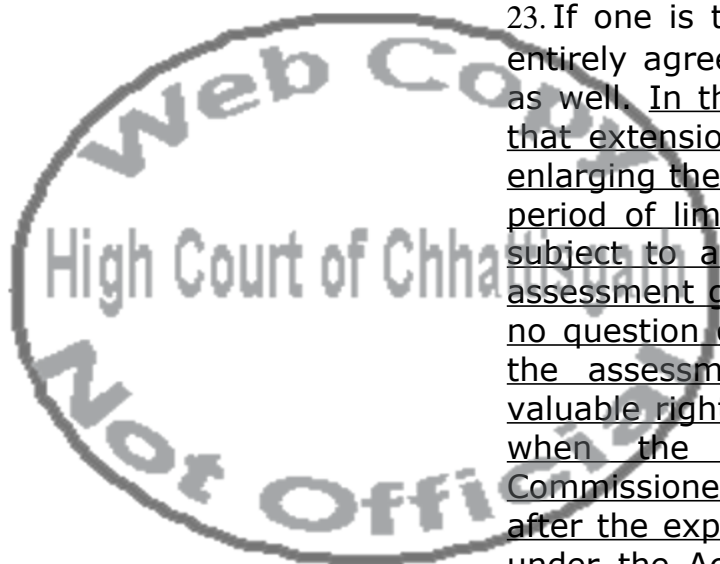 23. If one is t
entirely agree
as well. In th
that extensio
enlarging the
period of lim
subject to a
assessment g
no question
the assessm
valuable right
when the
Commissione
after the exp
under the Ac
Web Copy
High Court of Chhattisgarh
Not Official